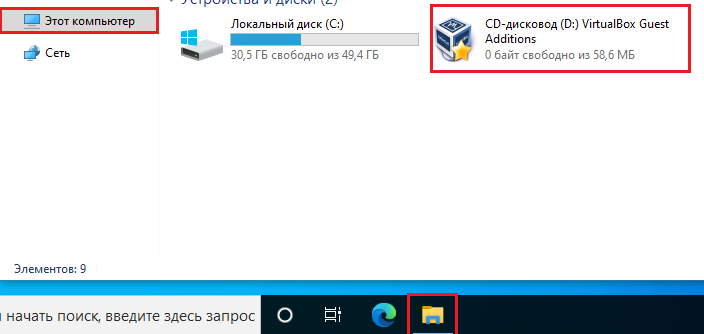 Устройства и диски (2)
Этот компьютер
Локальный диск (C:)
30,5 ГБ свободно из 49,4 ГБ
CD-дисковод (D:) VirtualBox Guest
Additions
0 байт свободно из 58,6 МБ
Сеть
Элементов: 9
начать поиск, введите здесь запрос